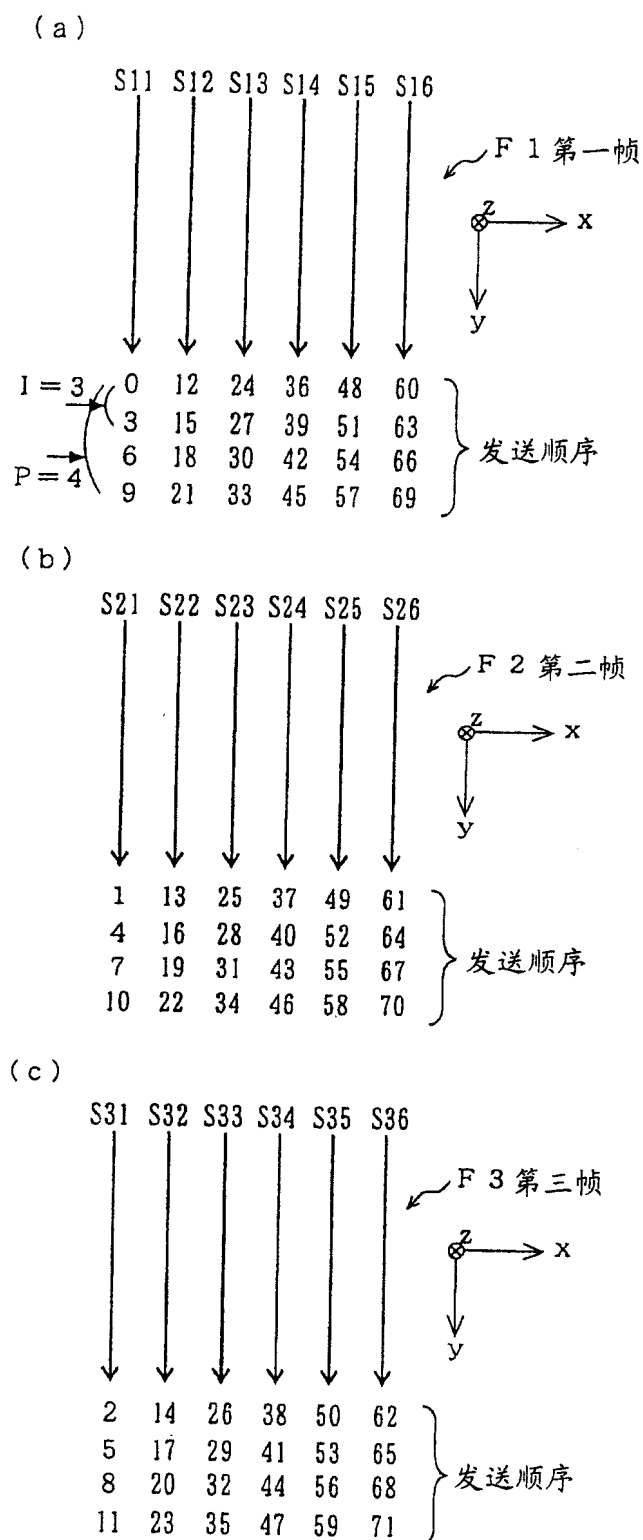 (a)
S11 S12 S13 S14 S15 S16
F1第一帧
z
x
y
I=3
0 12 24 36 48 60
3 15 27 39 51 63
6 18 30 42 54 66
P=4
9 21 33 45 57 69
发送顺序
(b)
S21 S22 S23 S24 S25 S26
F2第二帧
z
x
y
1 13 25 37 49 61
4 16 28 40 52 64
7 19 31 43 55 67
10 22 34 46 58 70
发送顺序
(c)
S31 S32 S33 S34 S35 S36
F3第三帧
z
x
y
2 14 26 38 50 62
5 17 29 41 53 65
8 20 32 44 56 68
11 23 35 47 59 71
发送顺序